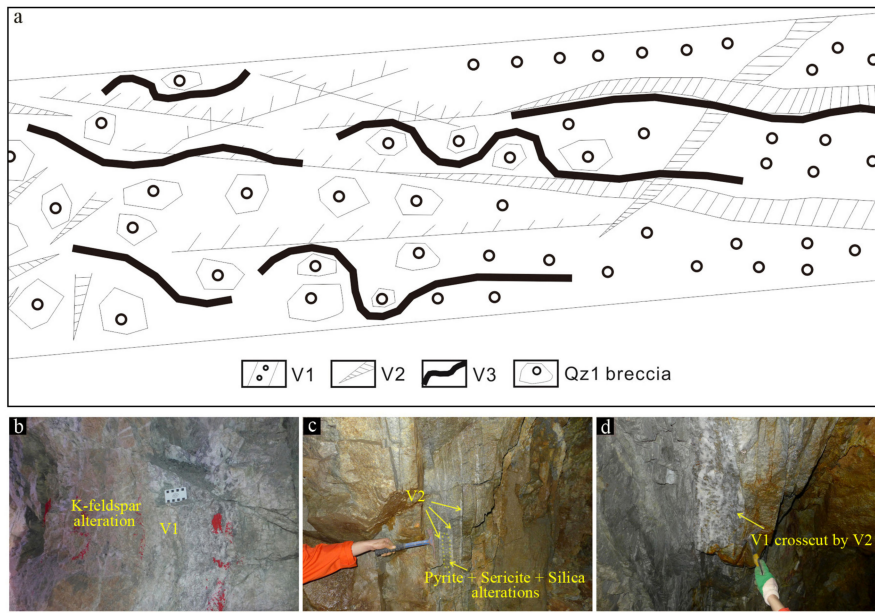 a
V1
V2
V3
Qz1 breccia
b
K-feldspar
alteration
V1
c
V2
Pyrite + Sericite + Silica
alterations
d
V1 crosscut by V2